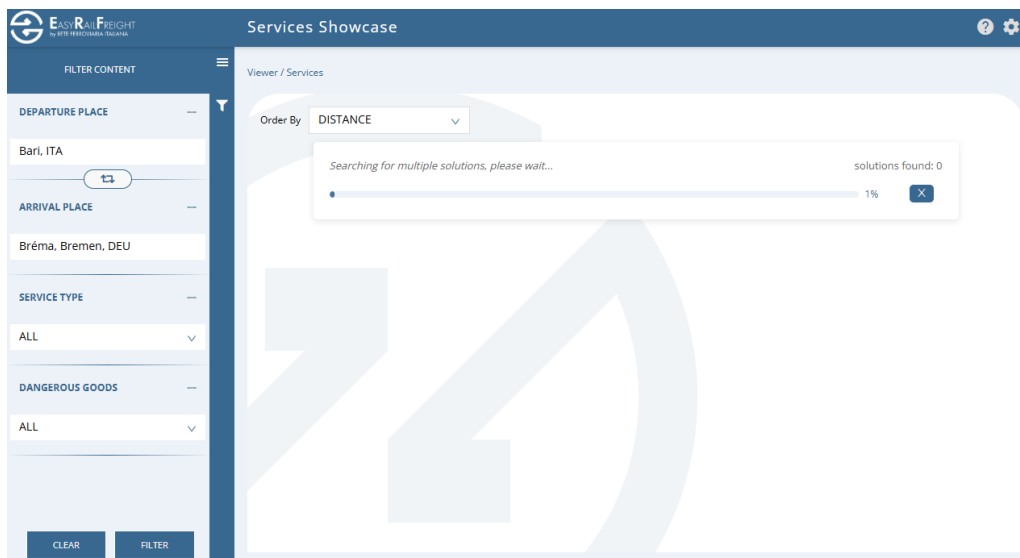 EASYRAILFREIGHT
by RETE FERROVIARIA ITALIANA
Services Showcase
FILTER CONTENT
Viewer / Services
DEPARTURE PLACE
Bari, ITA
ARRIVAL PLACE
Bréma, Bremen, DEU
SERVICE TYPE
ALL
DANGEROUS GOODS
ALL
CLEAR
FILTER
Order By
DISTANCE
Searching for multiple solutions, please wait...
solutions found: 0
1%
X